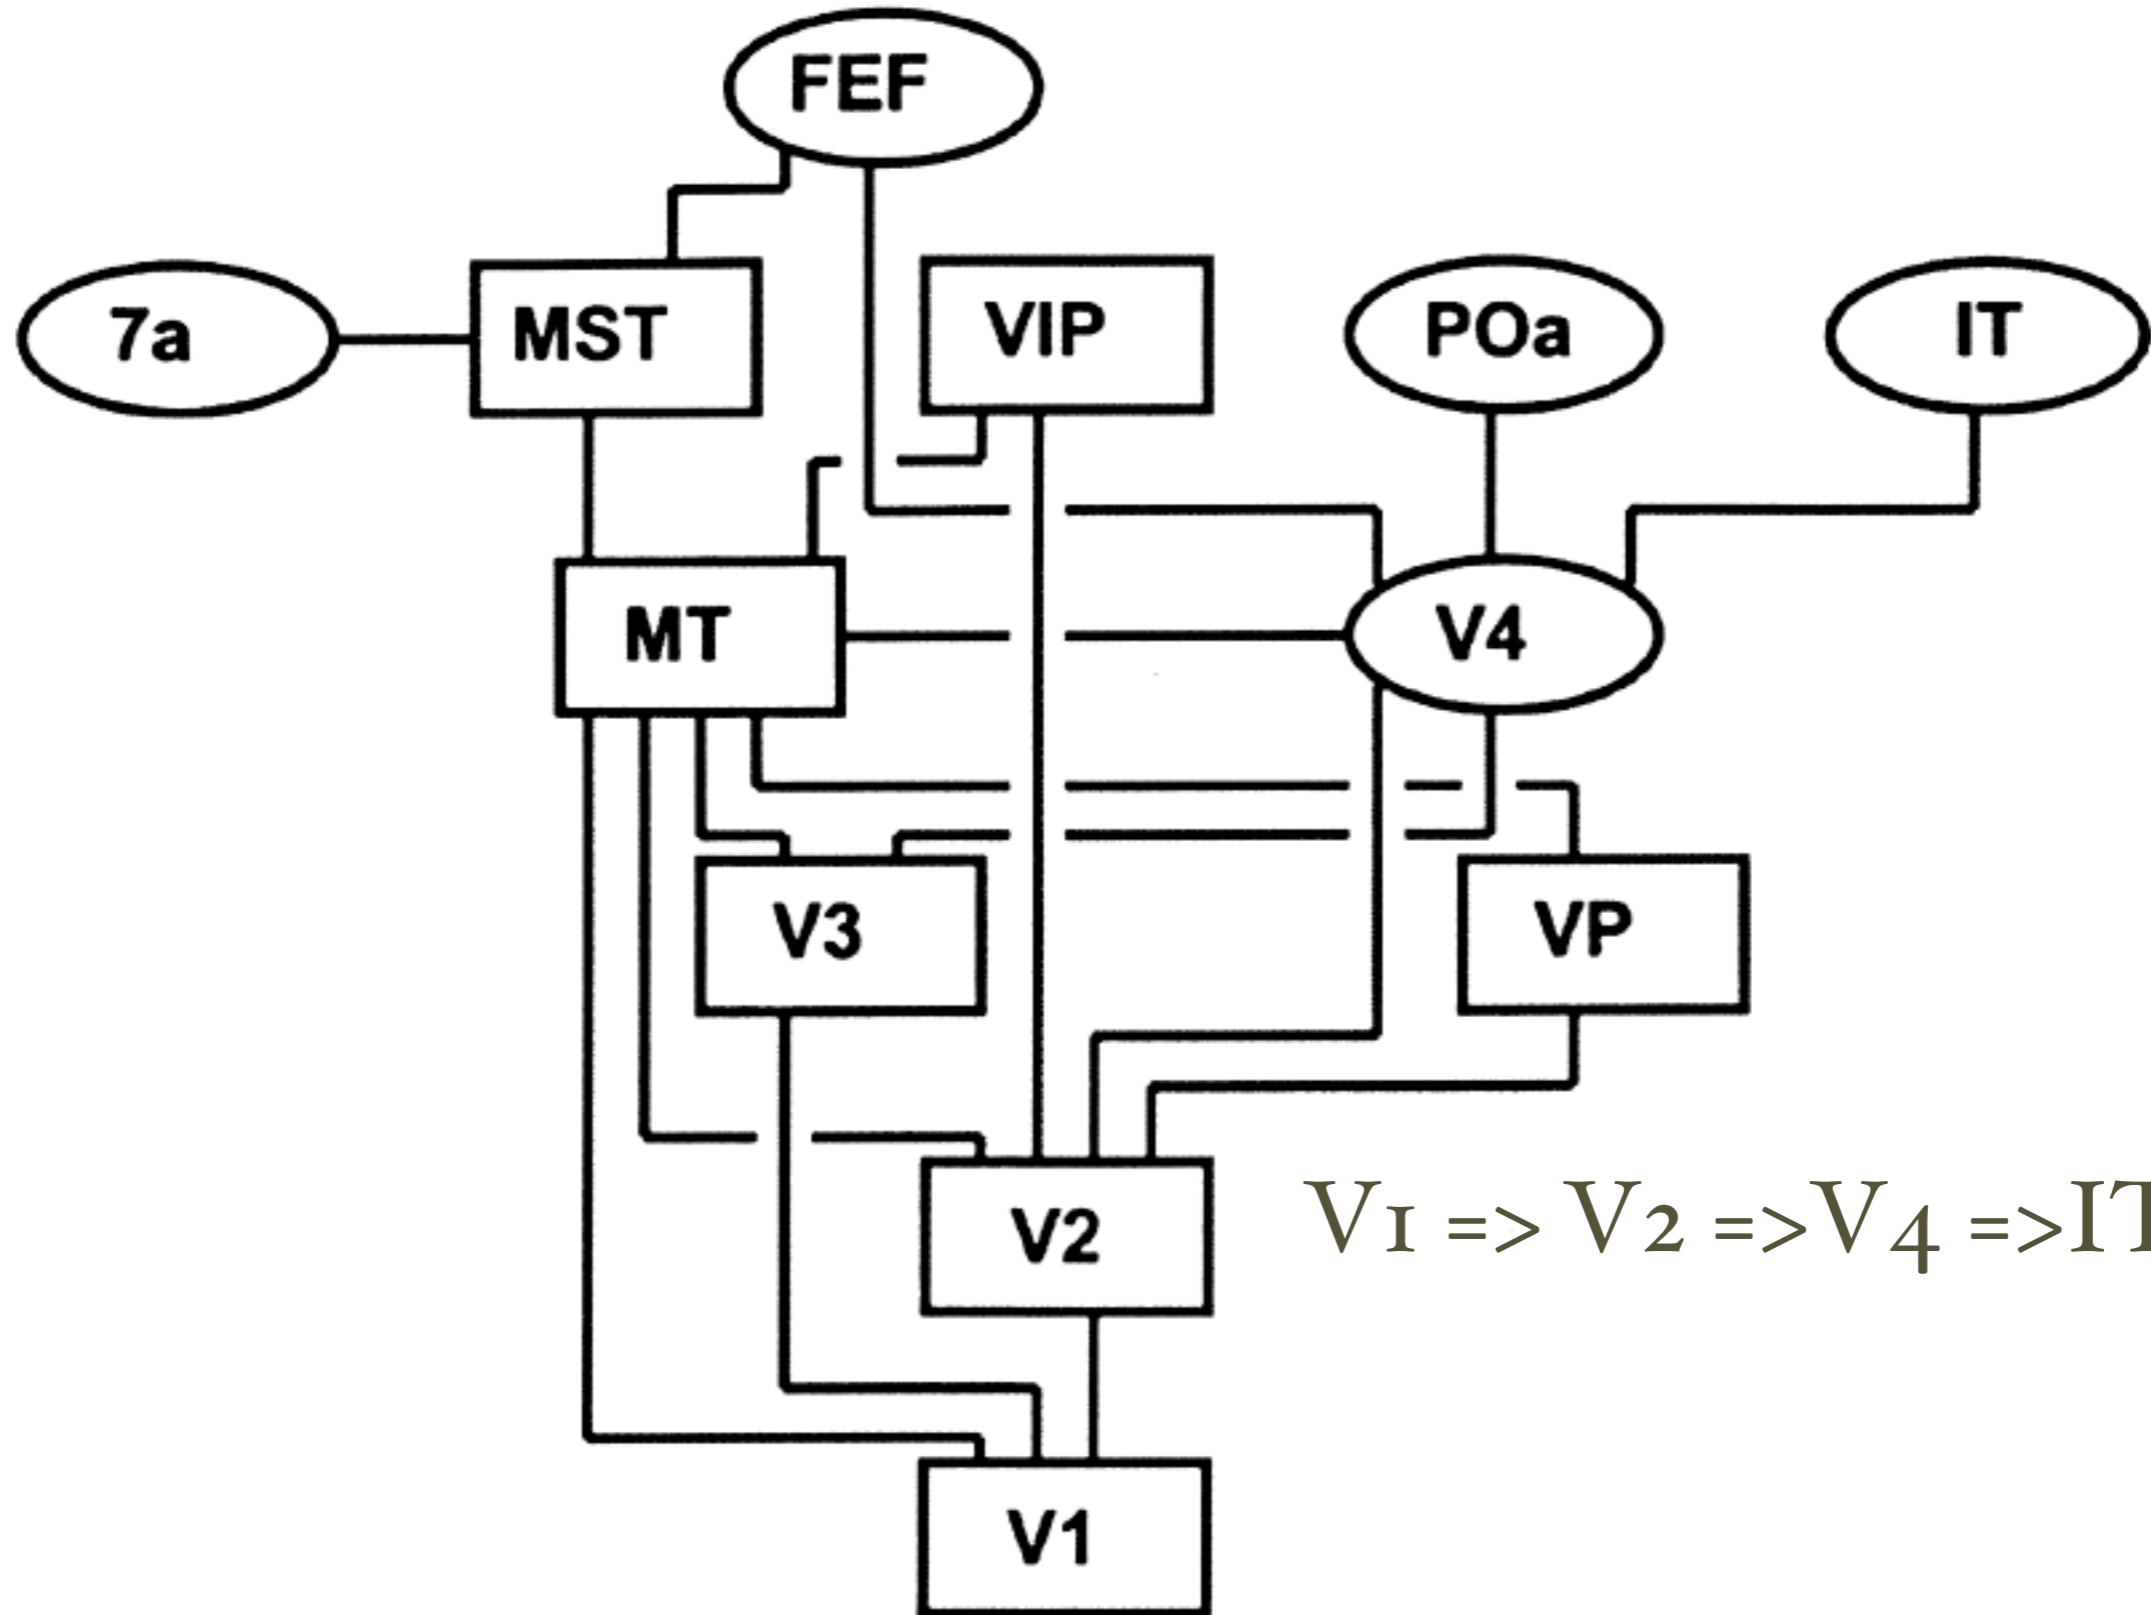 FEF
7a
MST
VIP
POa
IT
MT
V4
V3
VP
V2
V1 => V2 =>V4 =>IT
V1